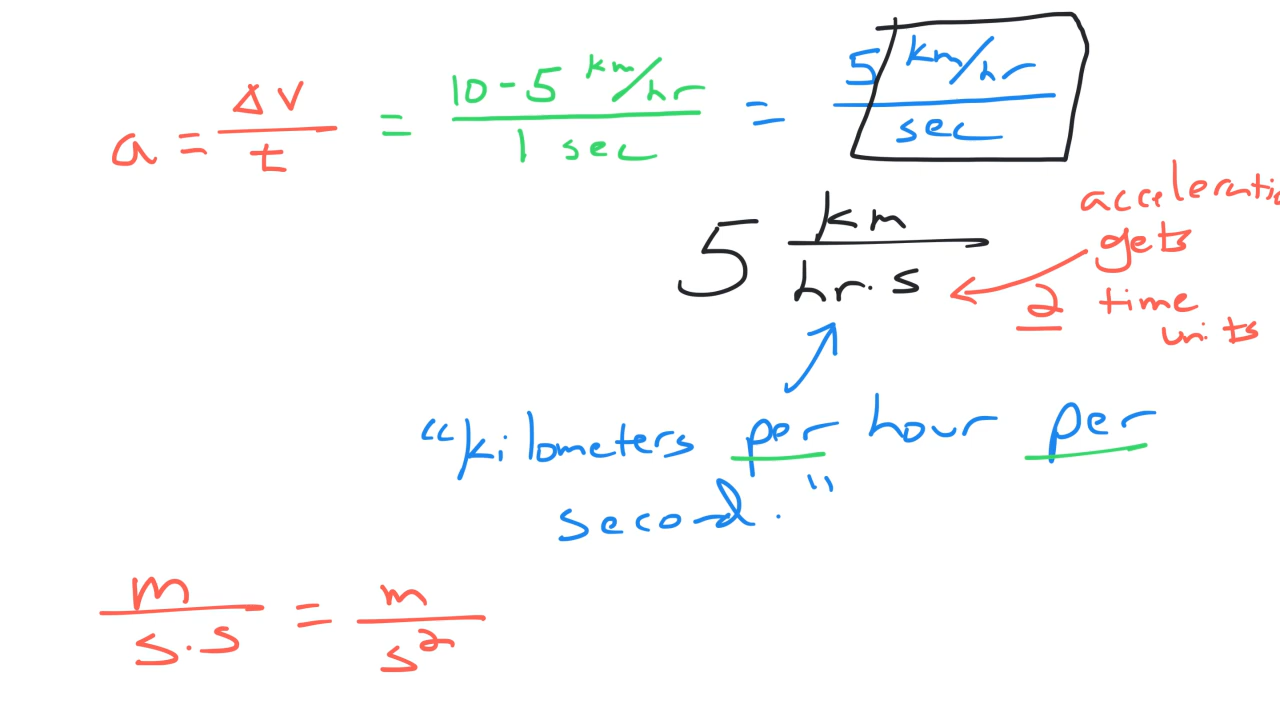 a = Δv/t = 10 - 5 km/hr / 1 sec = 5 km/hr / sec
5 km / hr · s
acceleratio
gets
2 time
units
"kilometers per hour per
second."
m / s · s = m / s²